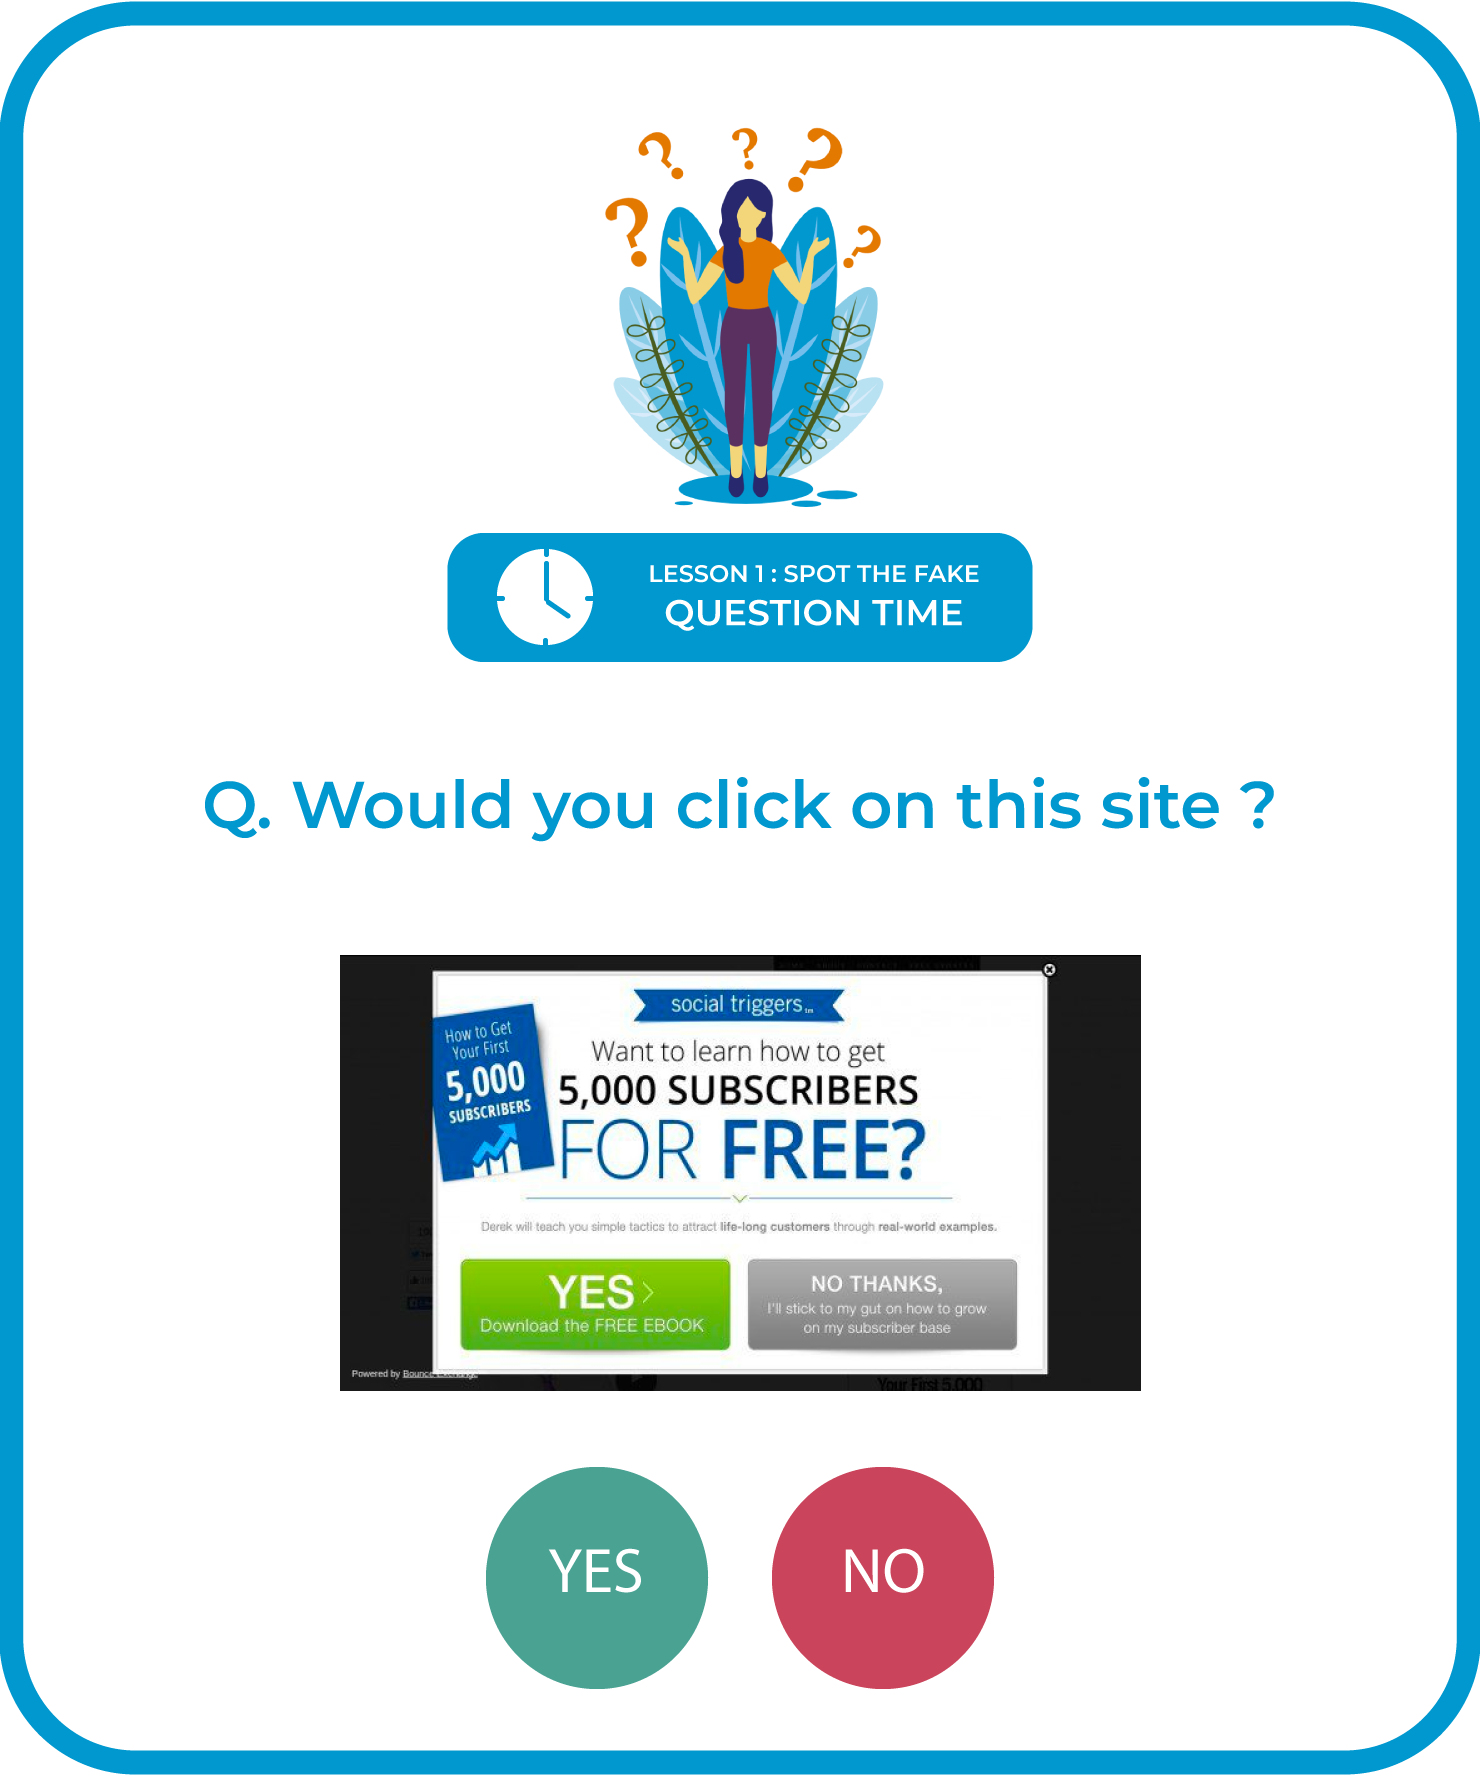 ? ? ? ? ?
LESSON 1 : SPOT THE FAKE
QUESTION TIME
Q. Would you click on this site ?
social triggers tm
How to Get
Your First
5,000
SUBSCRIBERS
Want to learn how to get
5,000 SUBSCRIBERS
FOR FREE?
Derek will teach you simple tactics to attract life-long customers through real-world examples.
YES >
Download the FREE EBOOK
NO THANKS,
I'll stick to my gut on how to grow
on my subscriber base
Powered by Bounce Exchange
Your First 5,000
YES
NO